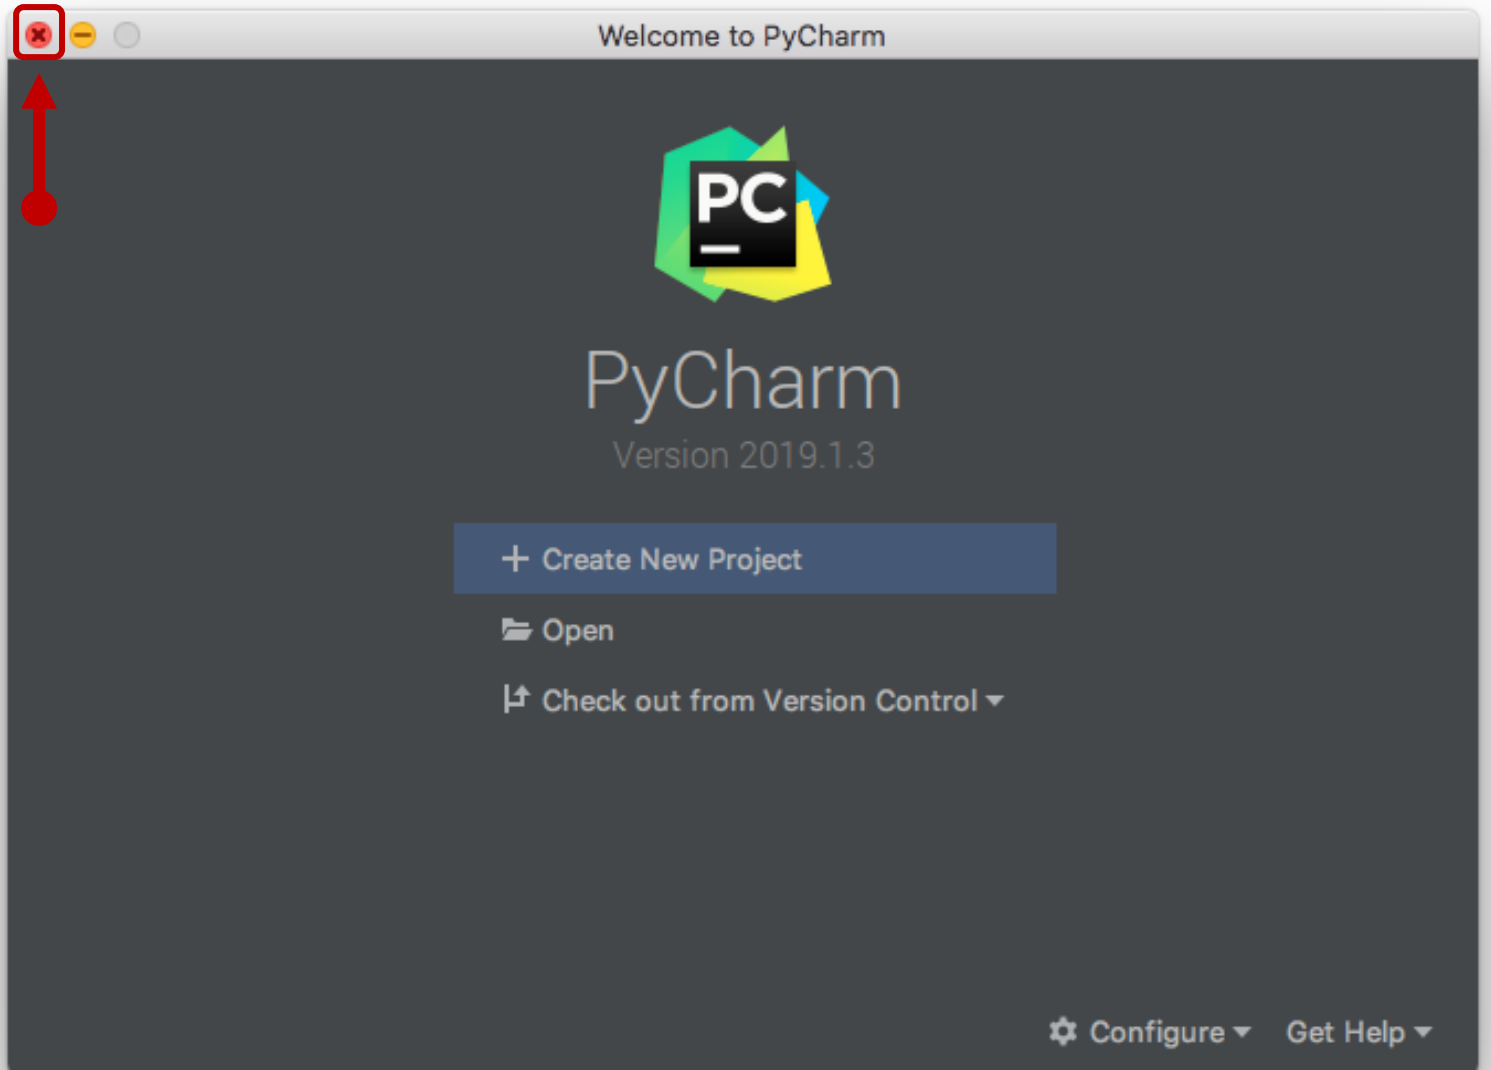 Welcome to PyCharm
PC
PyCharm
Version 2019.1.3
Create New Project
Open
Check out from Version Control
Configure
Get Help